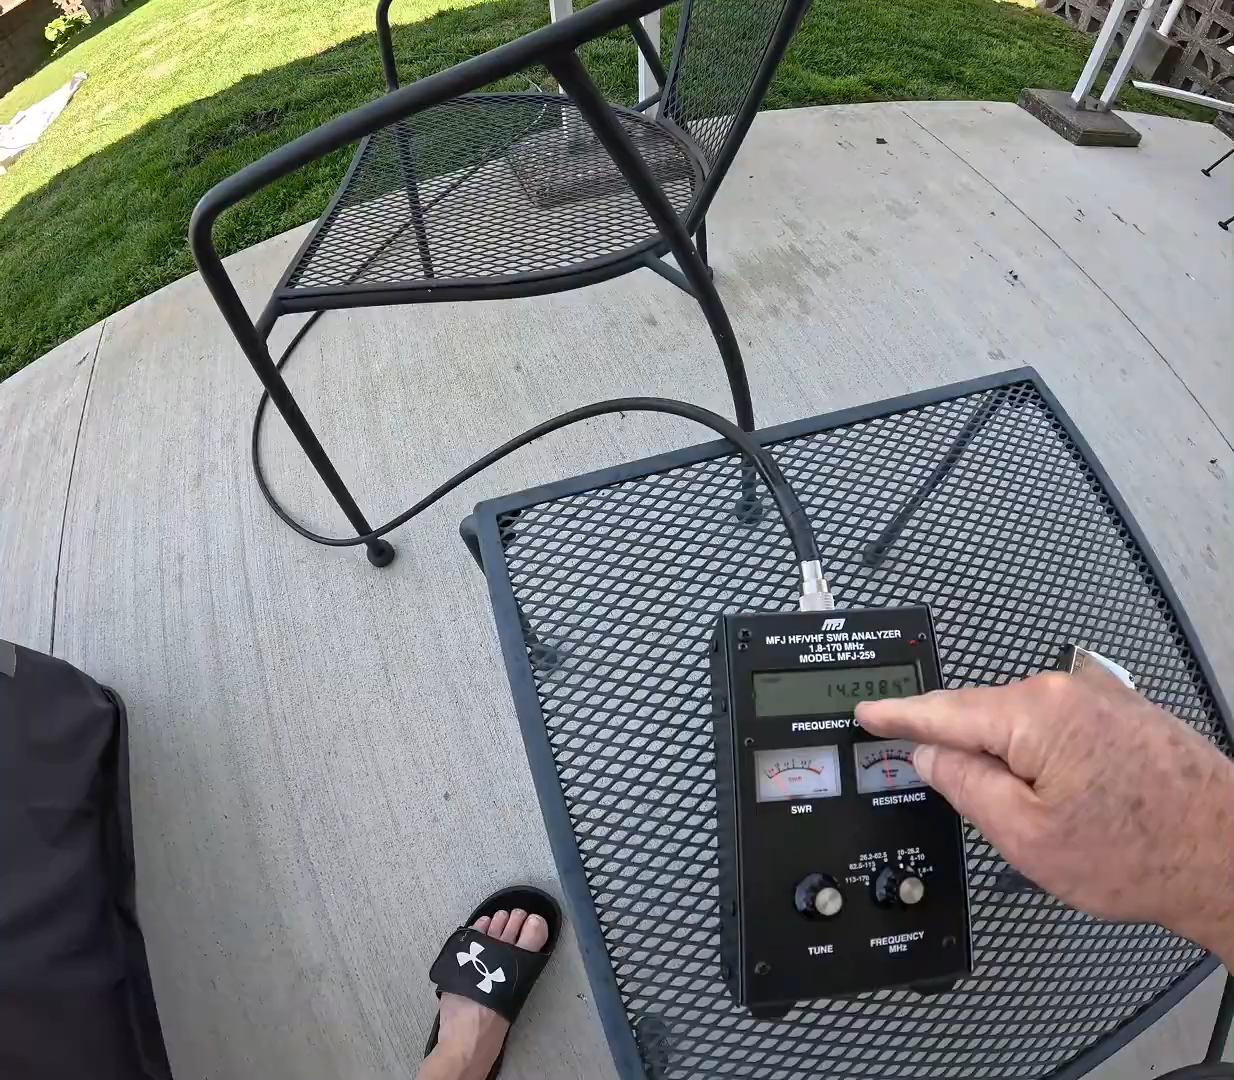 MFJ
MFJ HF/VHF SWR ANALYZER
1.8-170 MHz
MODEL MFJ-259
14.2984
FREQUENCY
SWR
SWR
RESISTANCE
26.2-62.5
10-26.2
62.5-113
4-10
113-170
1.8-4
TUNE
FREQUENCY
MHz